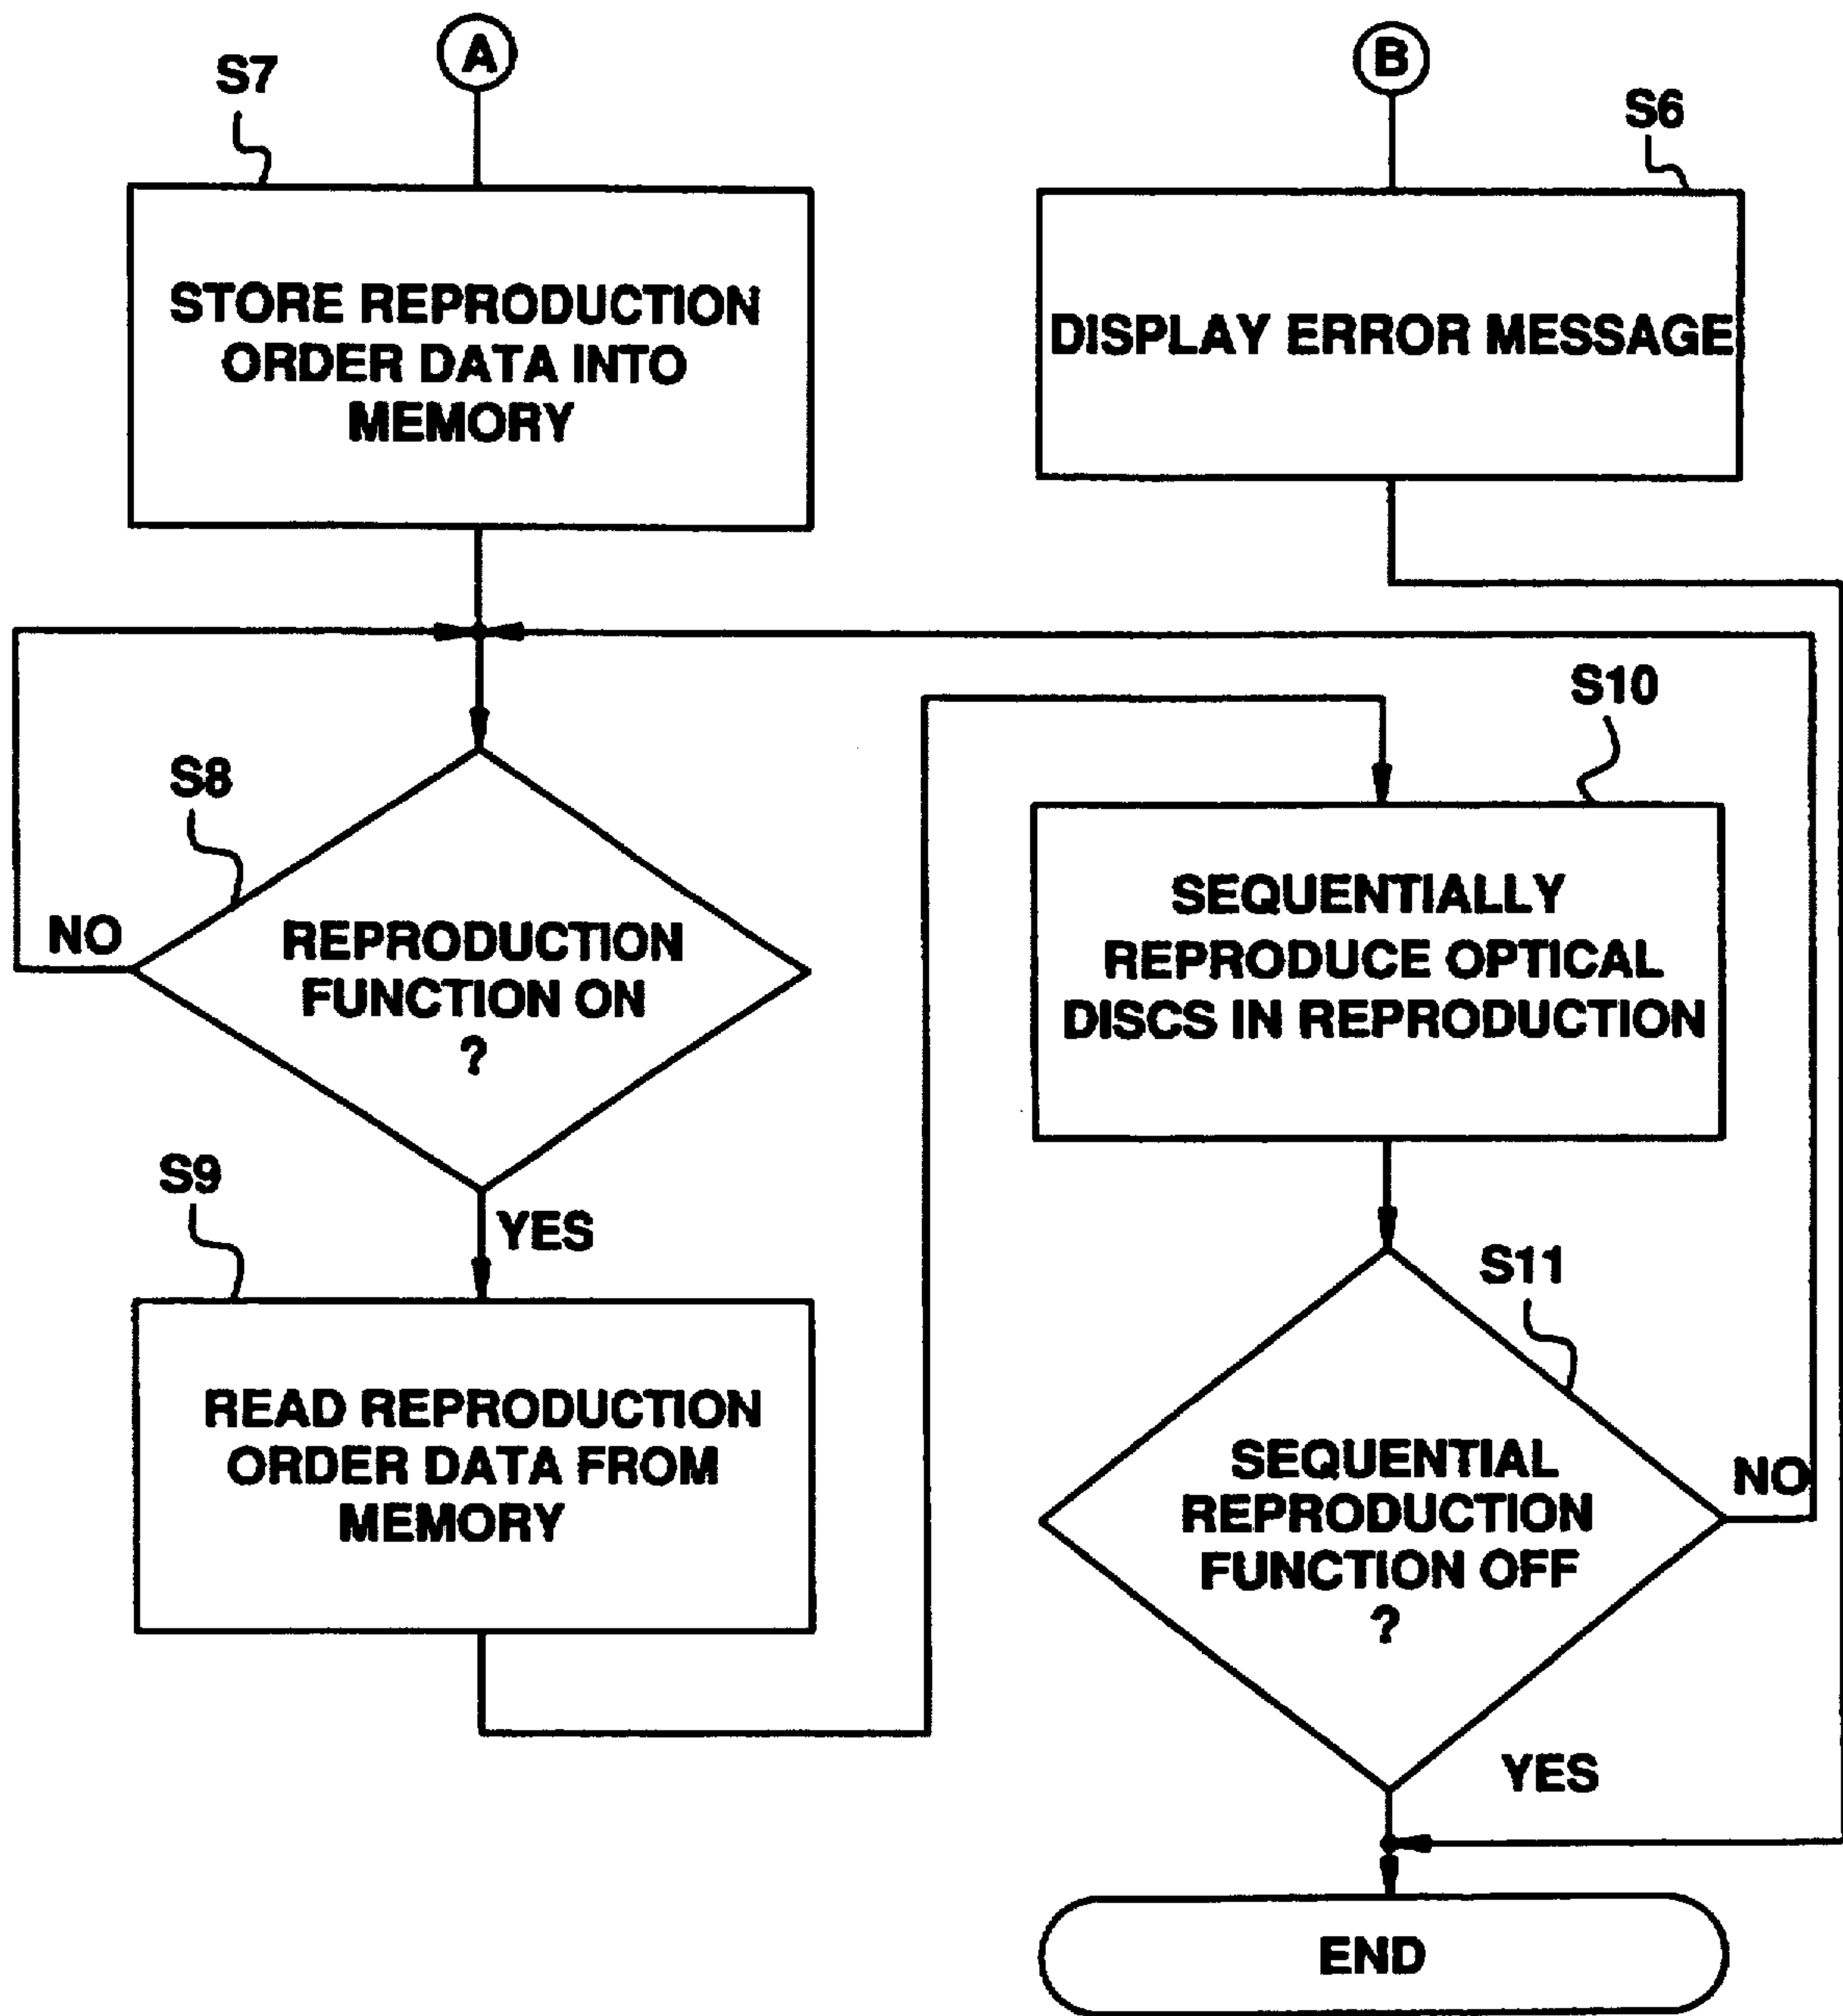 A
S7
STORE REPRODUCTION
ORDER DATA INTO
MEMORY
S8
NO
REPRODUCTION
FUNCTION ON
?
YES
S9
READ REPRODUCTION
ORDER DATA FROM
MEMORY
B
S6
DISPLAY ERROR MESSAGE
S10
SEQUENTIALLY
REPRODUCE OPTICAL
DISCS IN REPRODUCTION
S11
SEQUENTIAL
REPRODUCTION
FUNCTION OFF
?
NO
YES
END